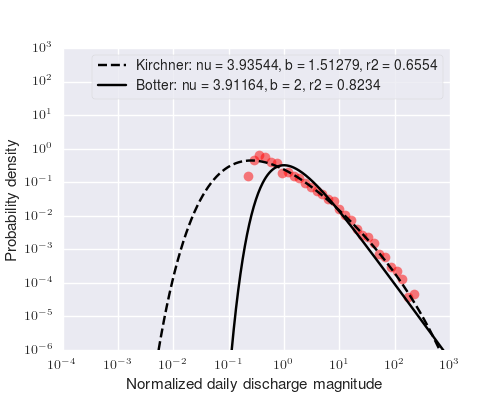 Kirchner: nu = 3.93544, b = 1.51279, r2 = 0.6554
Botter: nu = 3.91164, b = 2, r2 = 0.8234
Probability density
10³
10²
10¹
10⁰
10⁻¹
10⁻²
10⁻³
10⁻⁴
10⁻⁵
10⁻⁶
10⁻⁴ 10⁻³ 10⁻² 10⁻¹ 10⁰ 10¹ 10² 10³
Normalized daily discharge magnitude